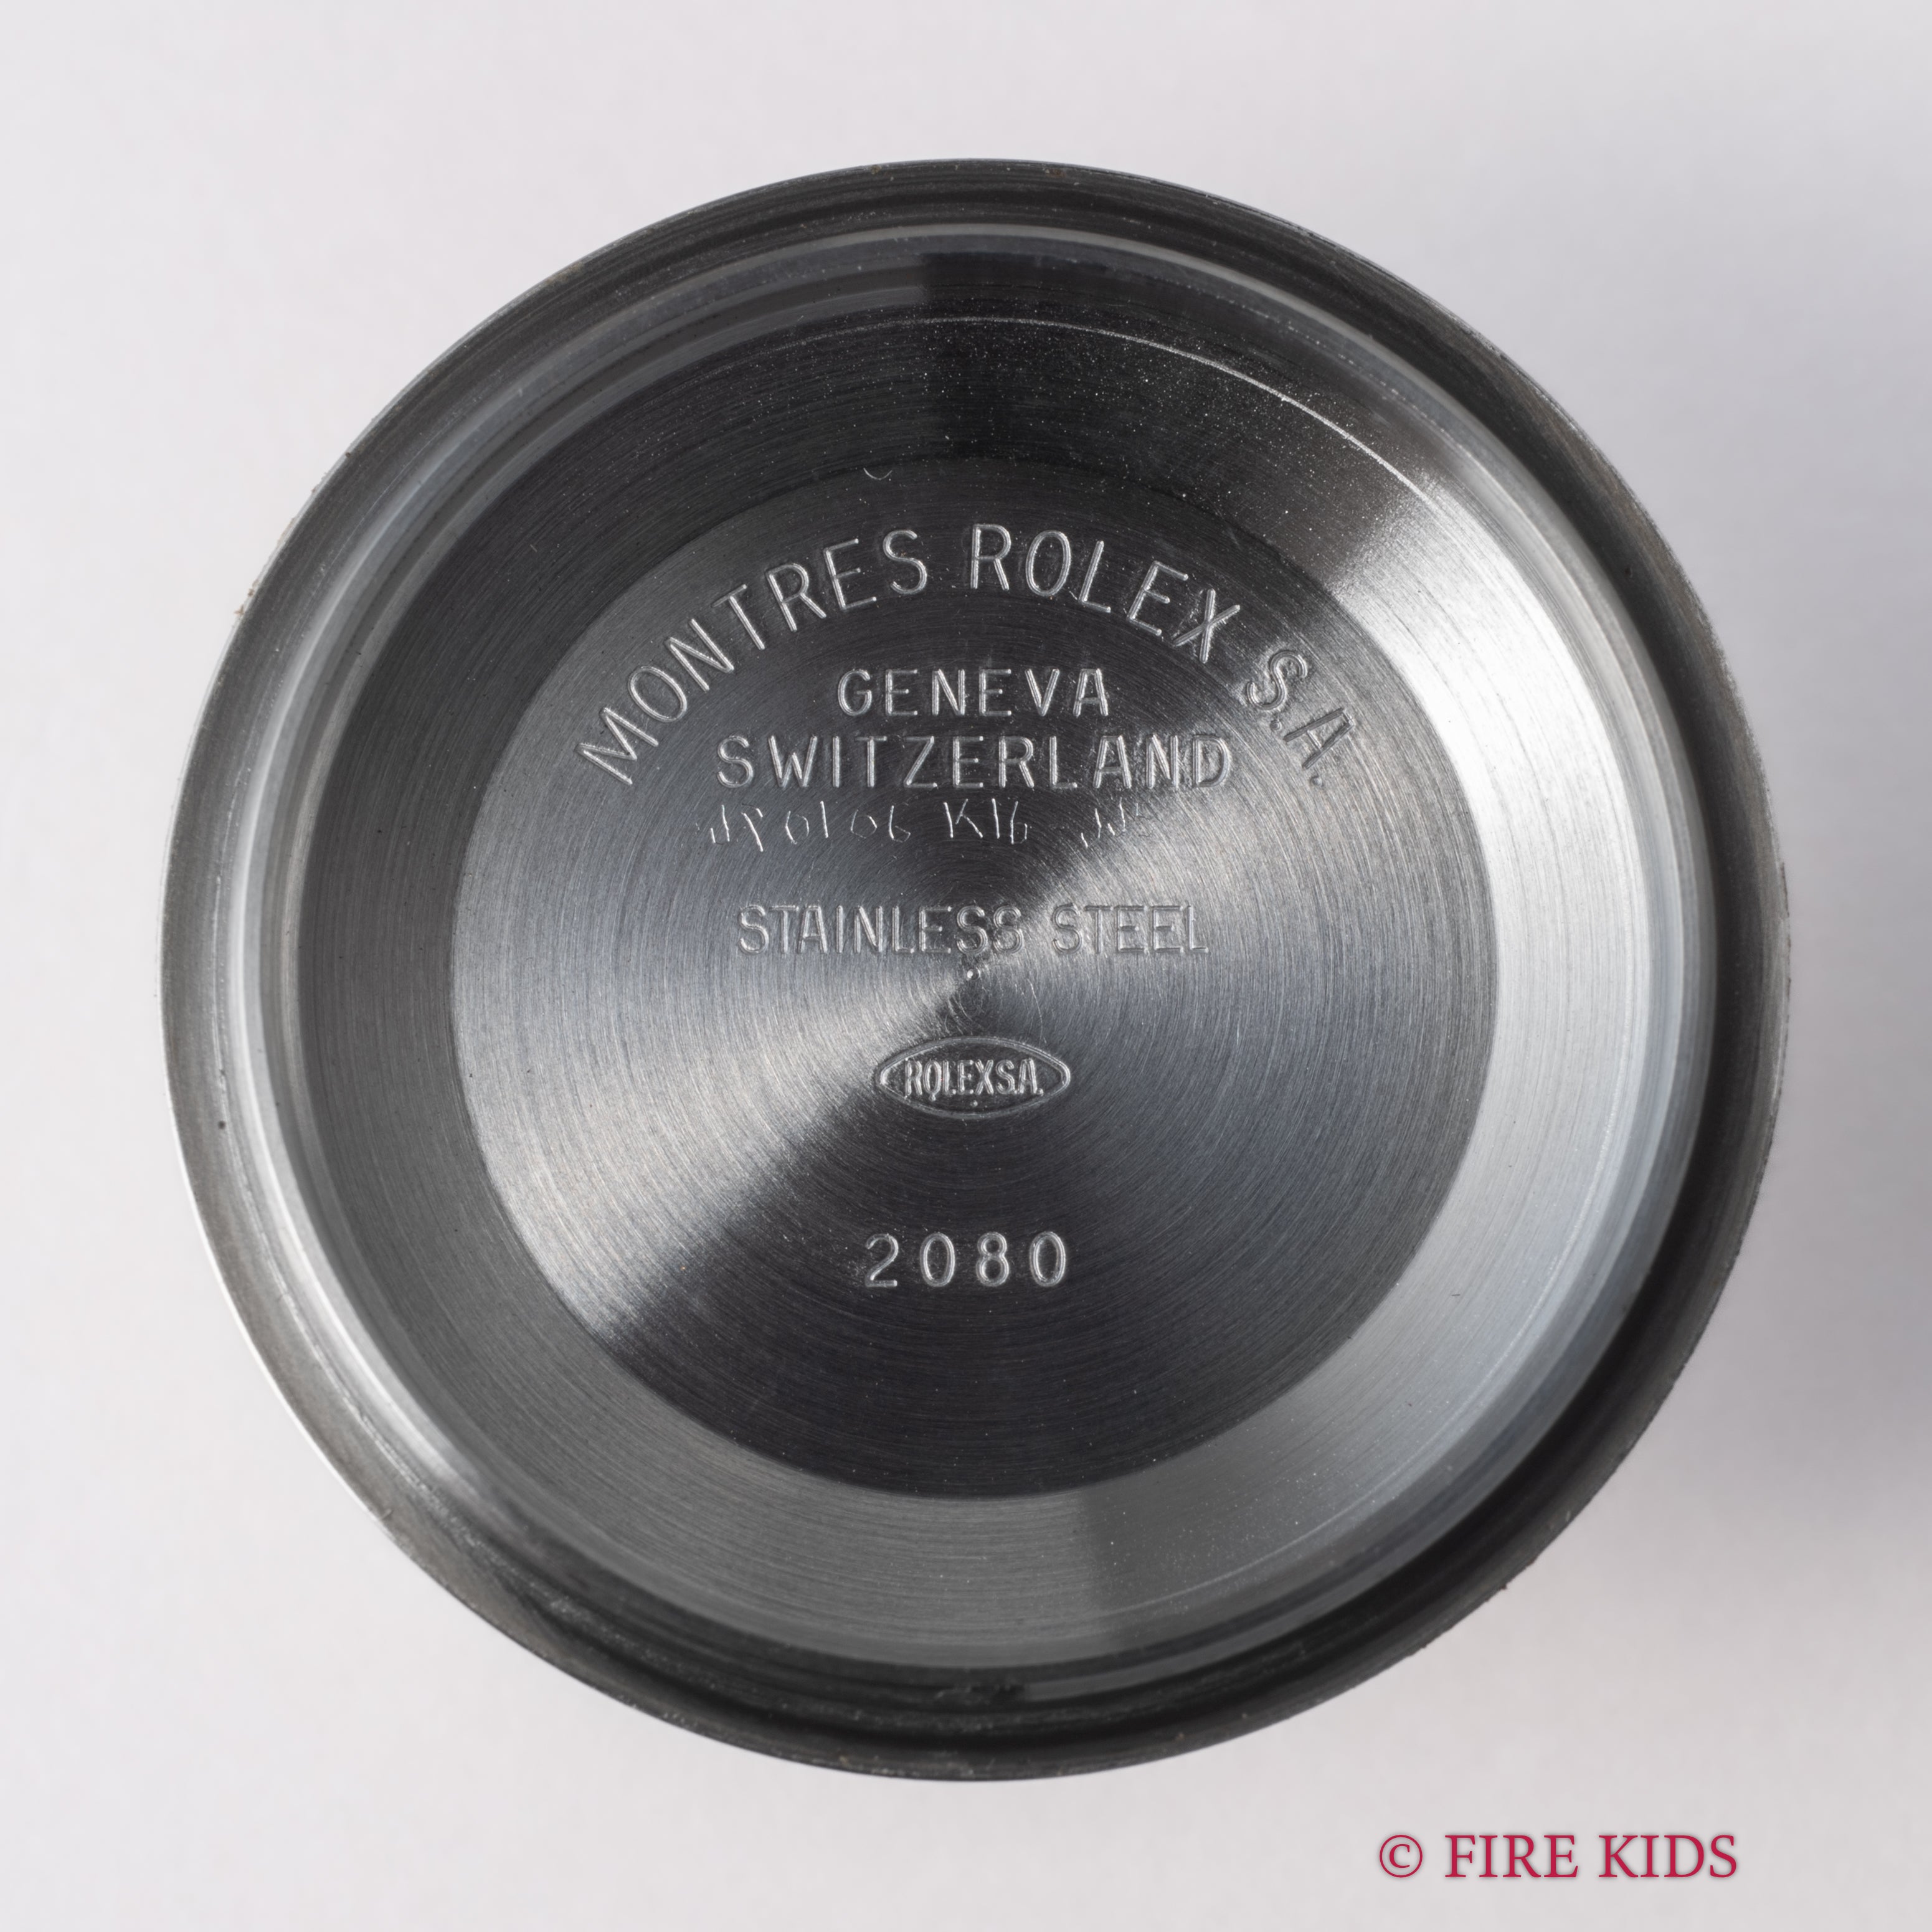 MONTRES ROLEX S.A.
GENEVA
SWITZERLAND
STAINLESS STEEL
ROLEX S.A.
2080
© FIRE KIDS